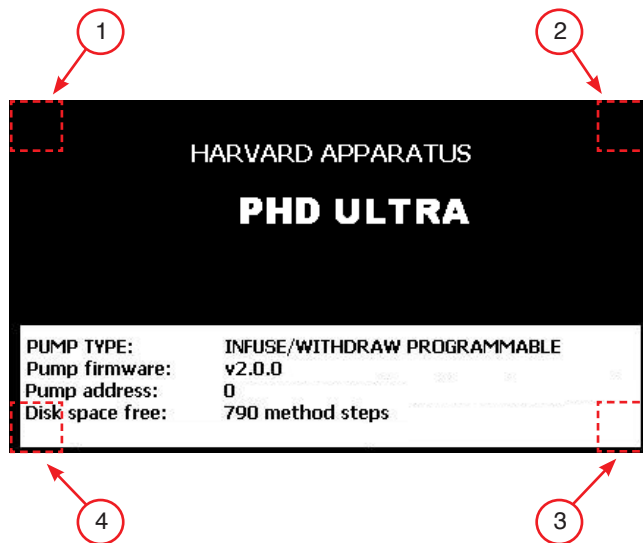 1 2
HARVARD APPARATUS
PHD ULTRA
PUMP TYPE: INFUSE/WITHDRAW PROGRAMMABLE
Pump firmware: v2.0.0
Pump address: 0
Disk space free: 790 method steps
4 3